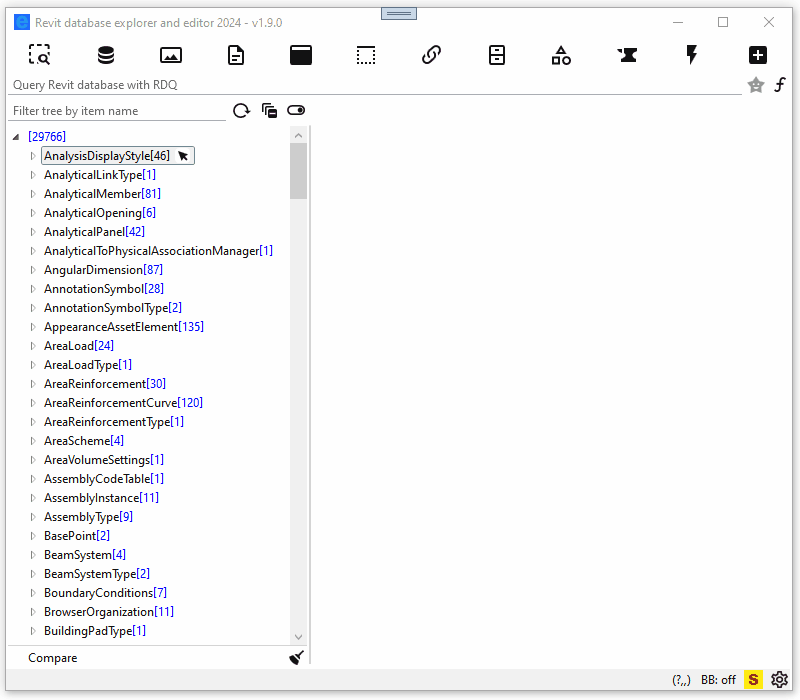 Revit database explorer and editor 2024 - v1.9.0
Query Revit database with RDQ
Filter tree by item name
[29766]
AnalysisDisplayStyle[46]
AnalyticalLinkType[1]
AnalyticalMember[81]
AnalyticalOpening[6]
AnalyticalPanel[42]
AnalyticalToPhysicalAssociationManager[1]
AngularDimension[87]
AnnotationSymbol[28]
AnnotationSymbolType[2]
AppearanceAssetElement[135]
AreaLoad[24]
AreaLoadType[1]
AreaReinforcement[30]
AreaReinforcementCurve[120]
AreaReinforcementType[1]
AreaScheme[4]
AreaVolumeSettings[1]
AssemblyCodeTable[1]
AssemblyInstance[11]
AssemblyType[9]
BasePoint[2]
BeamSystem[4]
BeamSystemType[2]
BoundaryConditions[7]
BrowserOrganization[11]
BuildingPadType[1]
Compare
(?,,) BB: off S